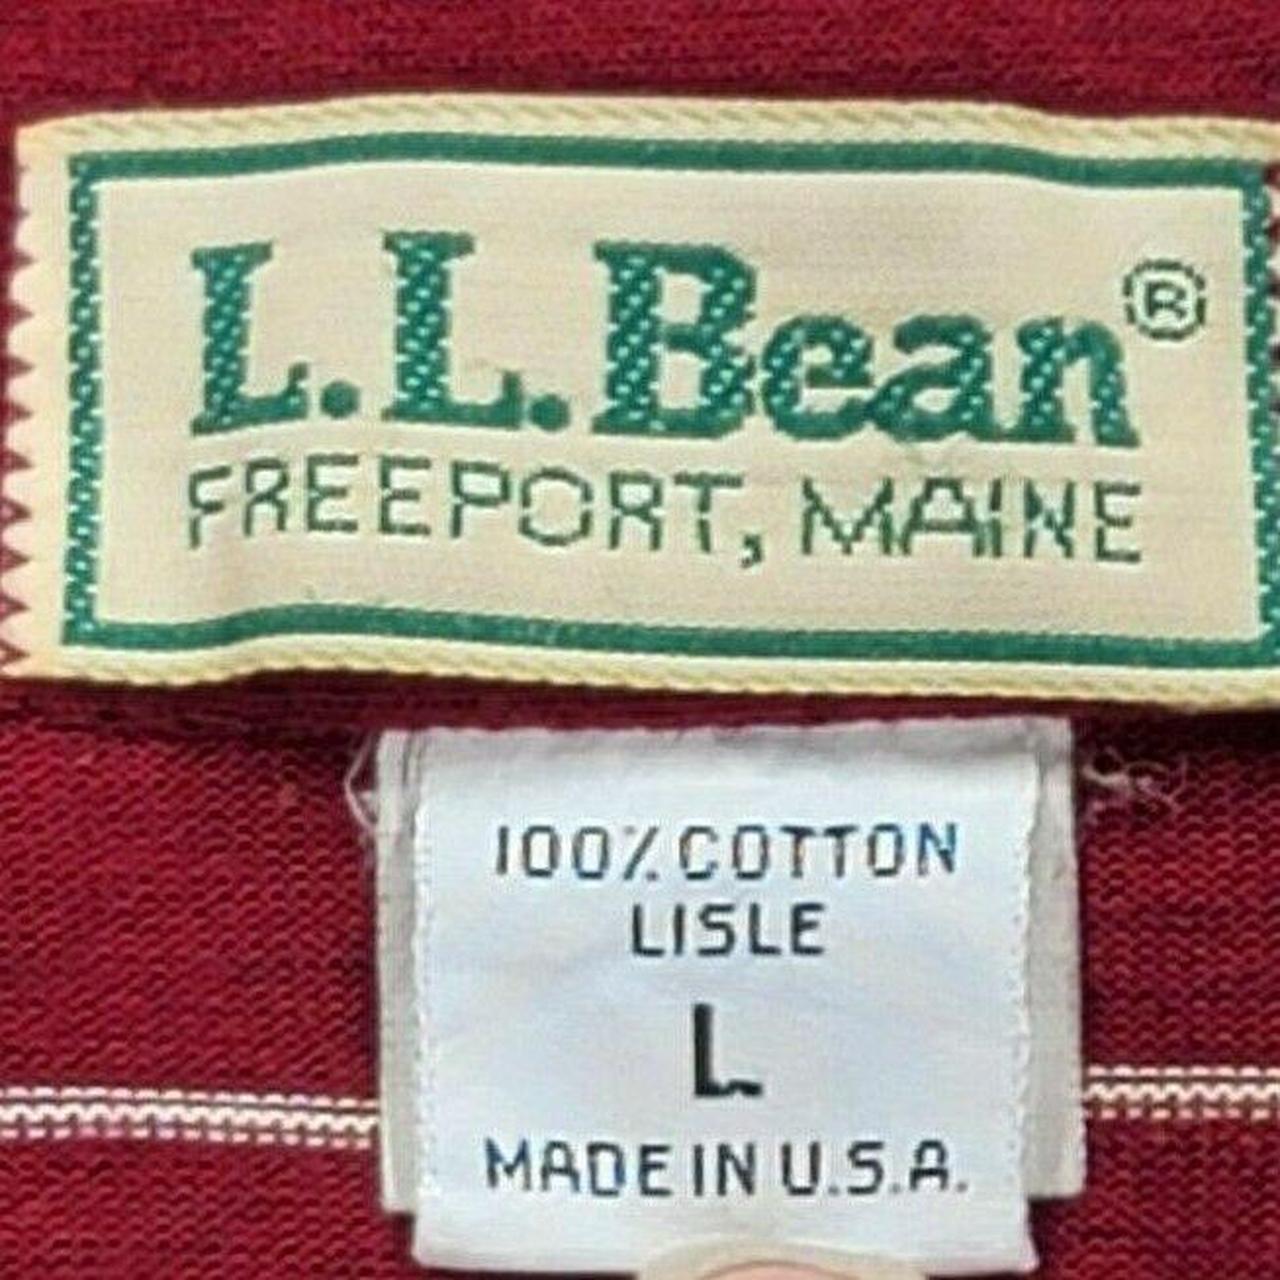 L.L.Bean®
FREEPORT, MAINE
100% COTTON
LISLE
L
MADE IN U.S.A.